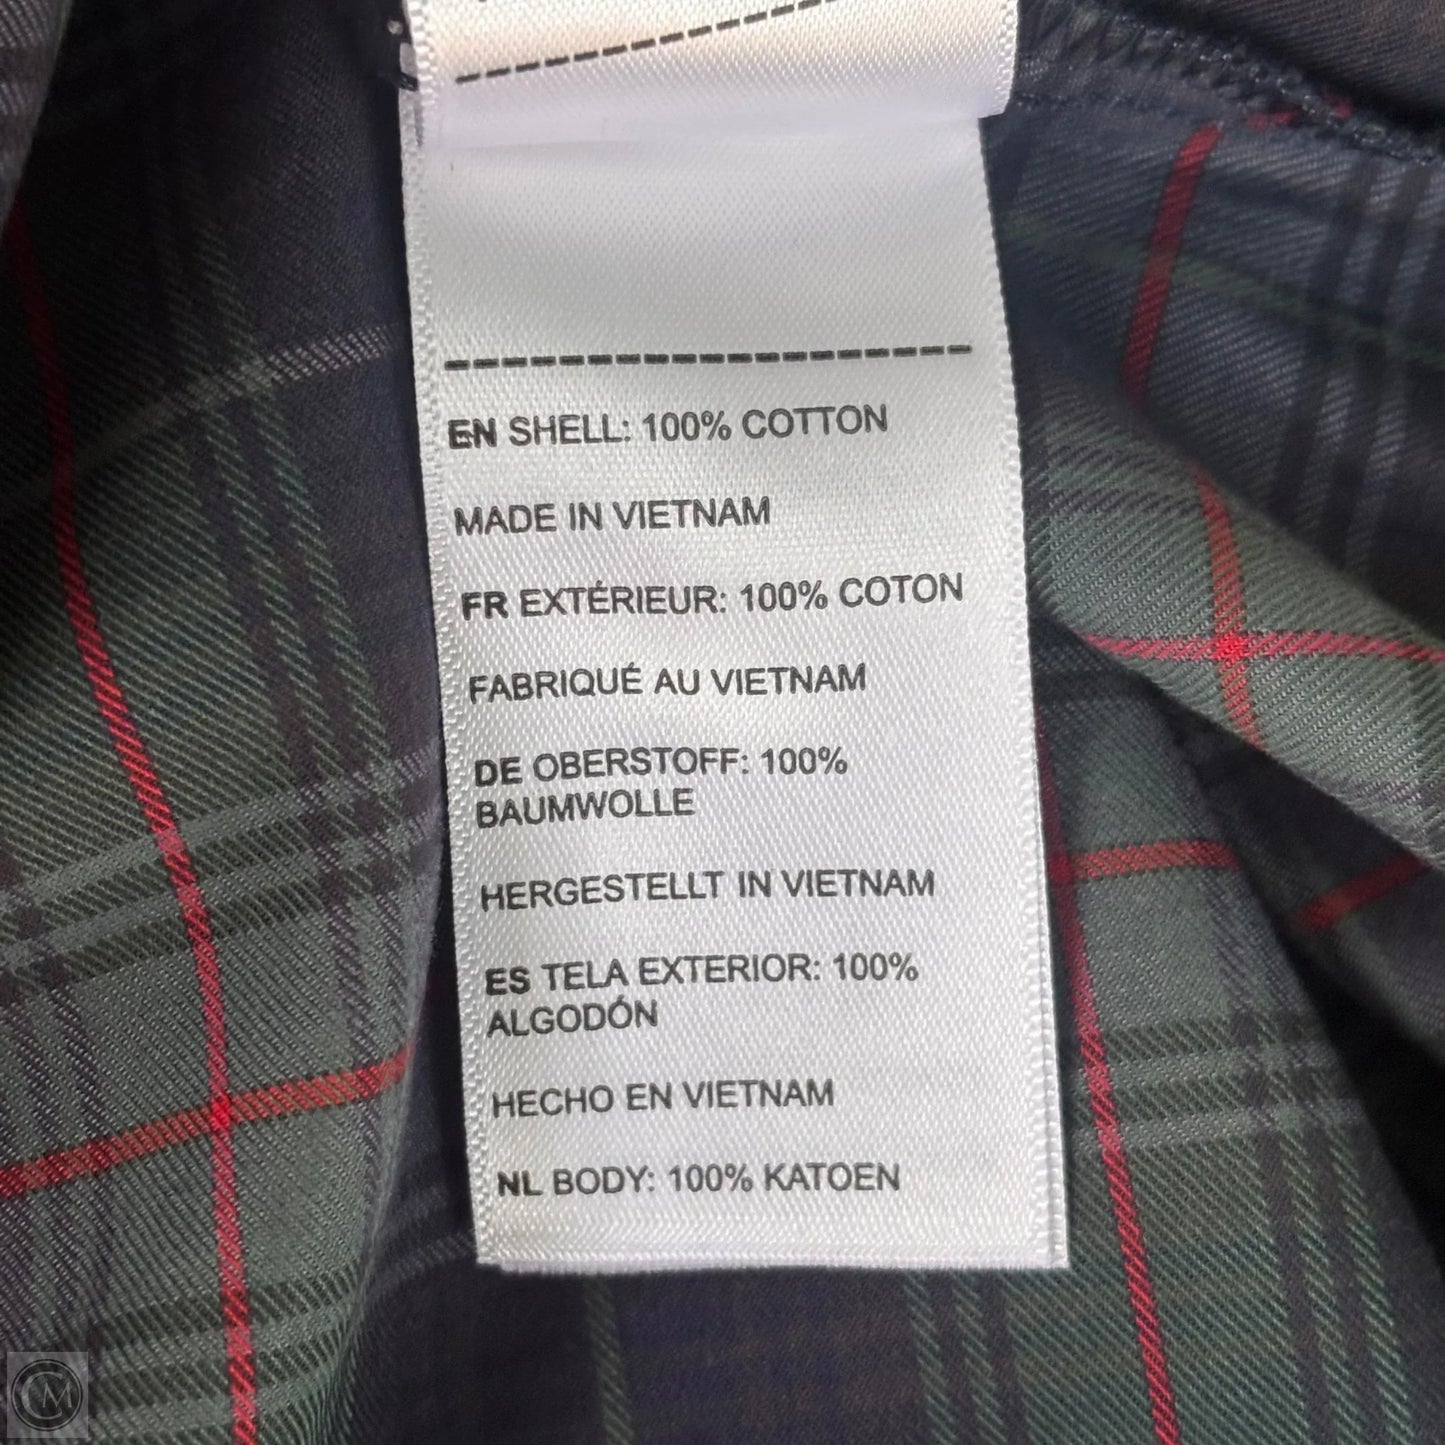 EN SHELL: 100% COTTON
MADE IN VIETNAM
FR EXTÉRIEUR: 100% COTON
FABRIQUÉ AU VIETNAM
DE OBERSTOFF: 100%
BAUMWOLLE
HERGESTELLT IN VIETNAM
ES TELA EXTERIOR: 100%
ALGODÓN
HECHO EN VIETNAM
NL BODY: 100% KATOEN
CM